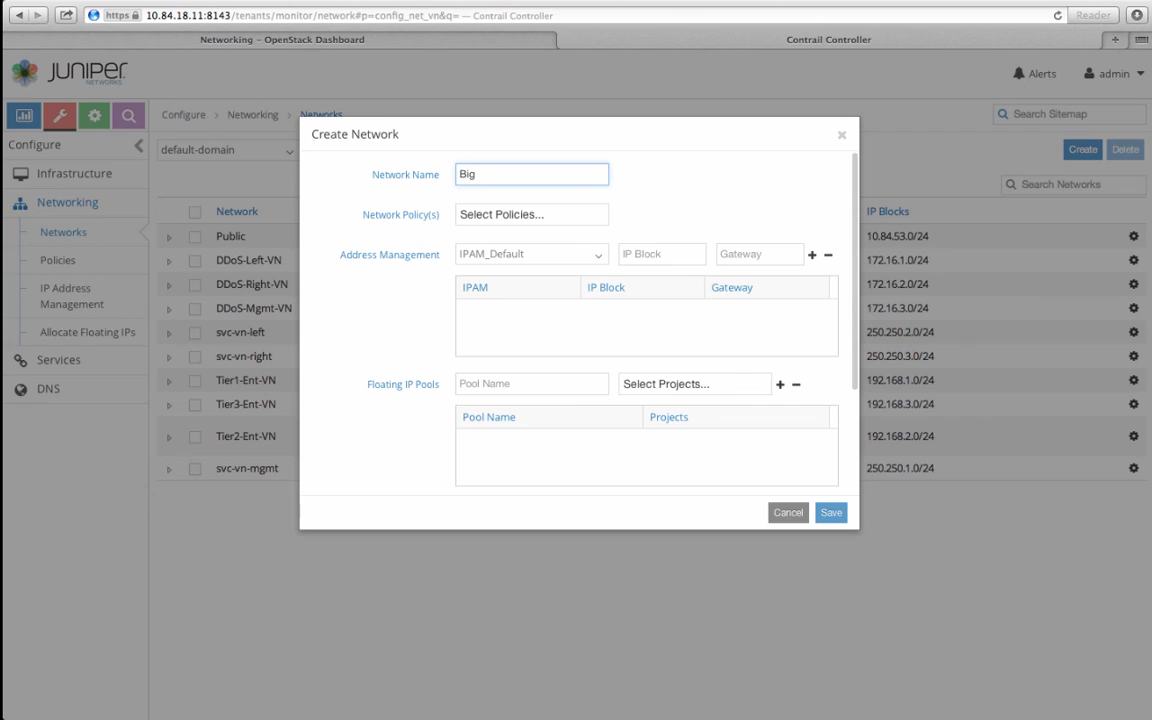 https 10.84.18.11:8143/tenants/monitor/network#p=config_net_vn&q= — Contrail Controller Reader
Networking – OpenStack Dashboard Contrail Controller
JUNIPER NETWORKS
Alerts admin
Configure > Networking > Networks Search Sitemap
Configure
default-domain Create Delete
Search Networks
Infrastructure
Networking
Networks
Policies
IP Address Management
Allocate Floating IPs
Services
DNS
Network IP Blocks
Public 10.84.53.0/24
DDoS-Left-VN 172.16.1.0/24
DDoS-Right-VN 172.16.2.0/24
DDoS-Mgmt-VN 172.16.3.0/24
svc-vn-left 250.250.2.0/24
svc-vn-right 250.250.3.0/24
Tier1-Ent-VN 192.168.1.0/24
Tier3-Ent-VN 192.168.3.0/24
Tier2-Ent-VN 192.168.2.0/24
svc-vn-mgmt 250.250.1.0/24
Create Network
Network Name Big
Network Policy(s) Select Policies...
Address Management IPAM_Default IP Block Gateway
IPAM IP Block Gateway
Floating IP Pools Pool Name Select Projects...
Pool Name Projects
Cancel Save